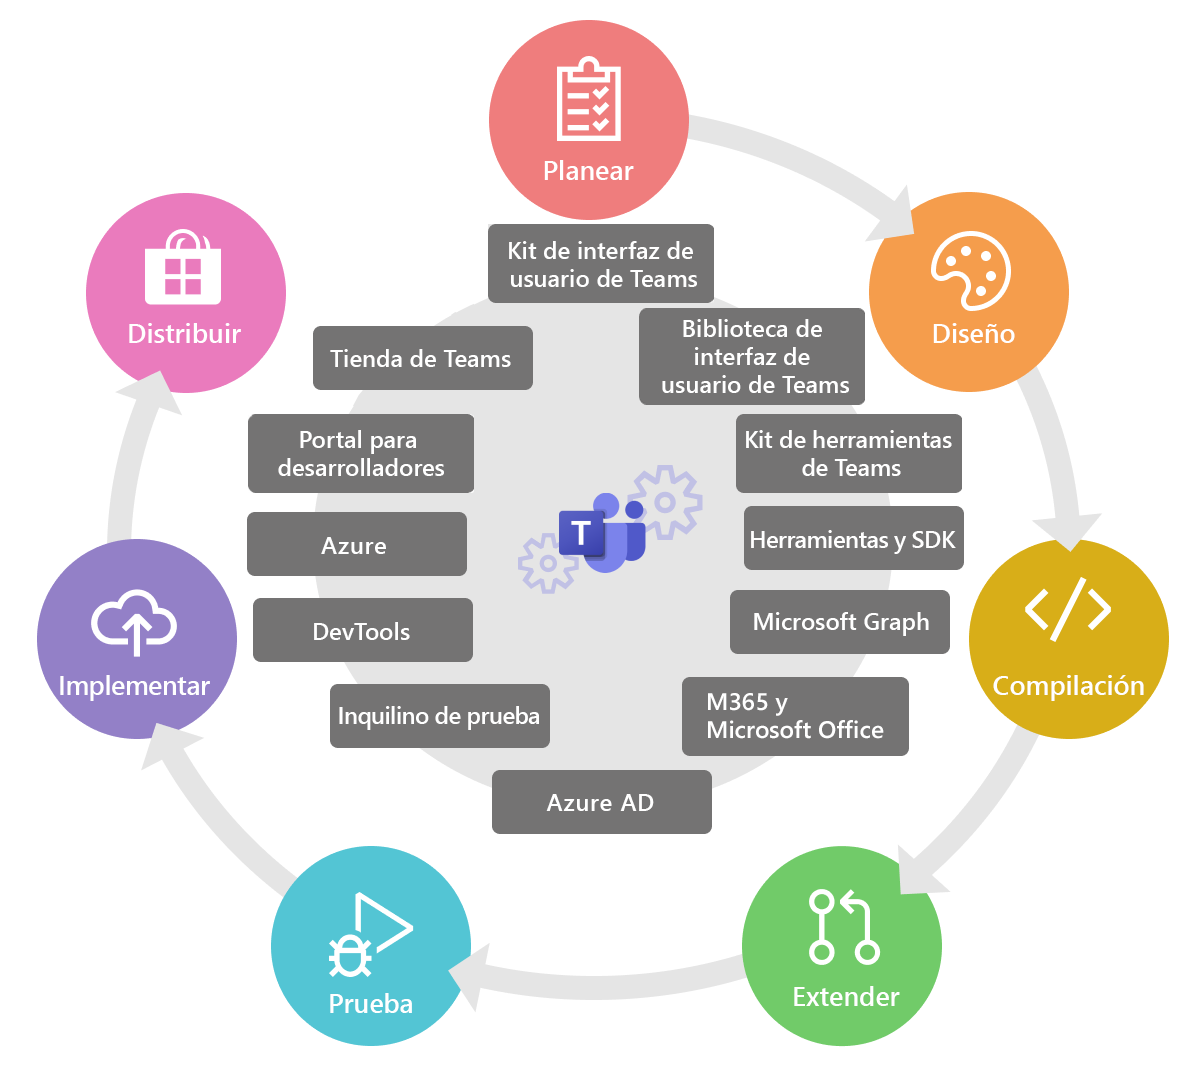 Planear
Diseño
Compilación
Extender
Prueba
Implementar
Distribuir
Kit de interfaz de
usuario de Teams
Biblioteca de
interfaz de
usuario de Teams
Kit de herramientas
de Teams
Herramientas y SDK
Microsoft Graph
M365 y
Microsoft Office
Azure AD
Inquilino de prueba
DevTools
Azure
Portal para
desarrolladores
Tienda de Teams
T